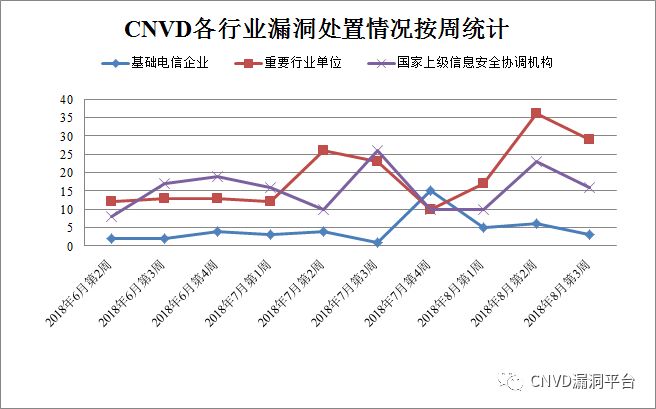 CNVD各行业漏洞处置情况按周统计
基础电信企业 重要行业单位 国家上级信息安全协调机构
40
35
30
25
20
15
10
5
0
2018年6月第2周
2018年6月第3周
2018年6月第4周
2018年7月第1周
2018年7月第2周
2018年7月第3周
2018年7月第4周
2018年8月第1周
2018年8月第2周
2018年8月第3周
CNVD漏洞平台